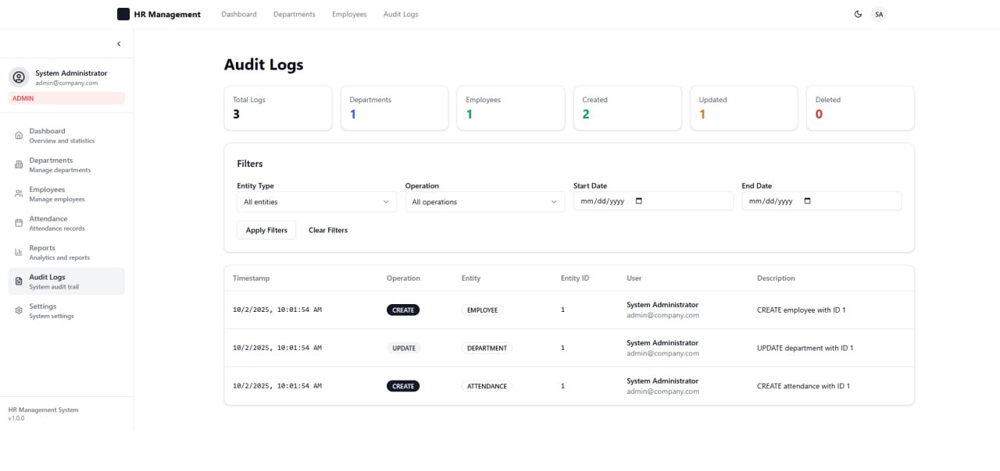 HR Management Dashboard Departments Employees Audit Logs SA
System Administrator
admin@company.com
ADMIN
Dashboard
Overview and statistics
Departments
Manage departments
Employees
Manage employees
Attendance
Attendance records
Reports
Analytics and reports
Audit Logs
System audit trail
Settings
System settings
HR Management System
v1.0.0
Audit Logs
Total Logs
3
Departments
1
Employees
1
Created
2
Updated
1
Deleted
0
Filters
Entity Type
All entities
Operation
All operations
Start Date
mm/dd/yyyy
End Date
mm/dd/yyyy
Apply Filters Clear Filters
Timestamp Operation Entity Entity ID User Description
10/2/2025, 10:01:54 AM CREATE EMPLOYEE 1 System Administrator
admin@company.com CREATE employee with ID 1
10/2/2025, 10:01:54 AM UPDATE DEPARTMENT 1 System Administrator
admin@company.com UPDATE department with ID 1
10/2/2025, 10:01:54 AM CREATE ATTENDANCE 1 System Administrator
admin@company.com CREATE attendance with ID 1